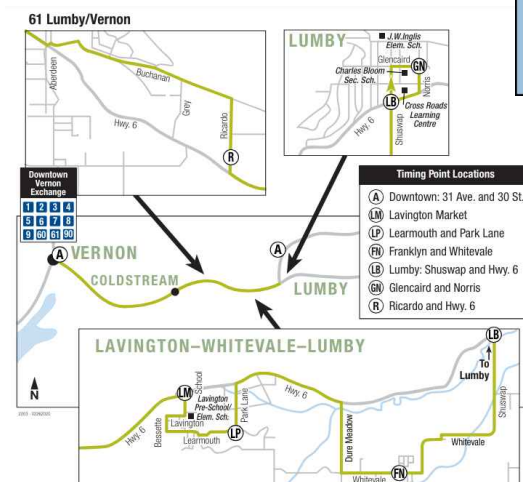 61 Lumby/Vernon
Aberdeen
Buchanan
Grey
Hwy. 6
Ricardo
R
LUMBY
J.W.Inglis
Elem. Sch.
Glencaird
GN
Charles Bloom
Sec. Sch.
Norris
LB
Cross Roads
Learning
Centre
Hwy. 6
Shuswap
Downtown
Vernon
Exchange
1 2 3 4
5 6 7 8
9 60 61 90
Timing Point Locations
A Downtown: 31 Ave. and 30 St.
LM Lavington Market
LP Learmouth and Park Lane
FN Franklyn and Whitevale
LB Lumby: Shuswap and Hwy. 6
GN Glencaird and Norris
R Ricardo and Hwy. 6
A
VERNON
COLDSTREAM
A
LUMBY
N
LAVINGTON–WHITEVALE–LUMBY
LB
To
Lumby
School
LM
Lavington
Pre-School/
Elem. Sch.
Park Lane
Hwy. 6
Shuswap
Hwy. 6
Bessette
Lavington
Learmouth
LP
Dure Meadow
Whitevale
FN
Whitevale